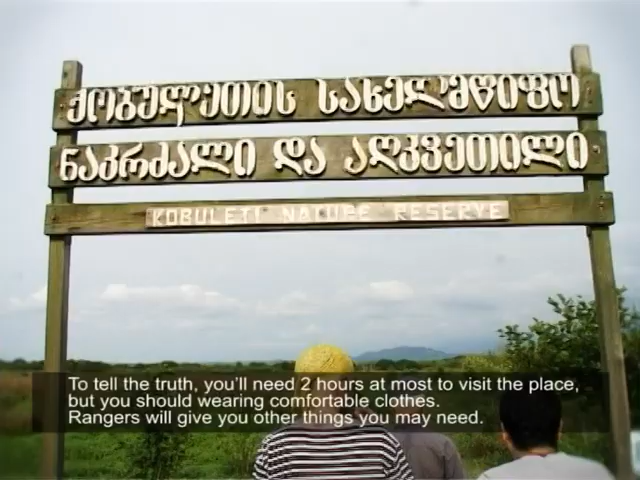 ქობულეთის სახელმწიფო
ნაკრძალი და აღკვეთილი
KOBULETI NATURE RESERVE
To tell the truth, you'll need 2 hours at most to visit the place,
but you should wearing comfortable clothes.
Rangers will give you other things you may need.